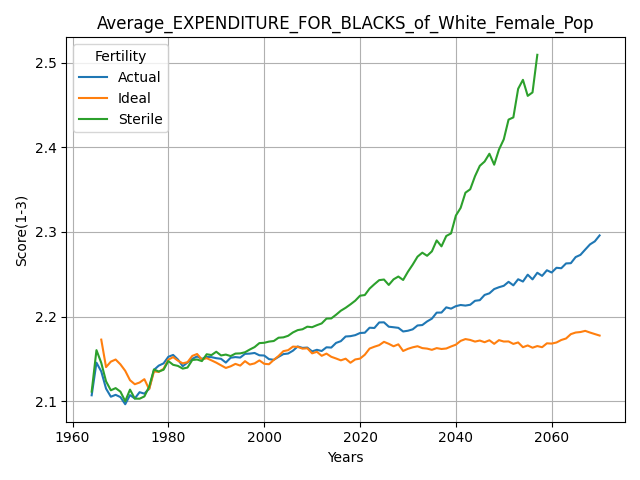 Average_EXPENDITURE_FOR_BLACKS_of_White_Female_Pop
Fertility
Actual
Ideal
Sterile
Score(1-3)
2.5
2.4
2.3
2.2
2.1
1960 1980 2000 2020 2040 2060
Years